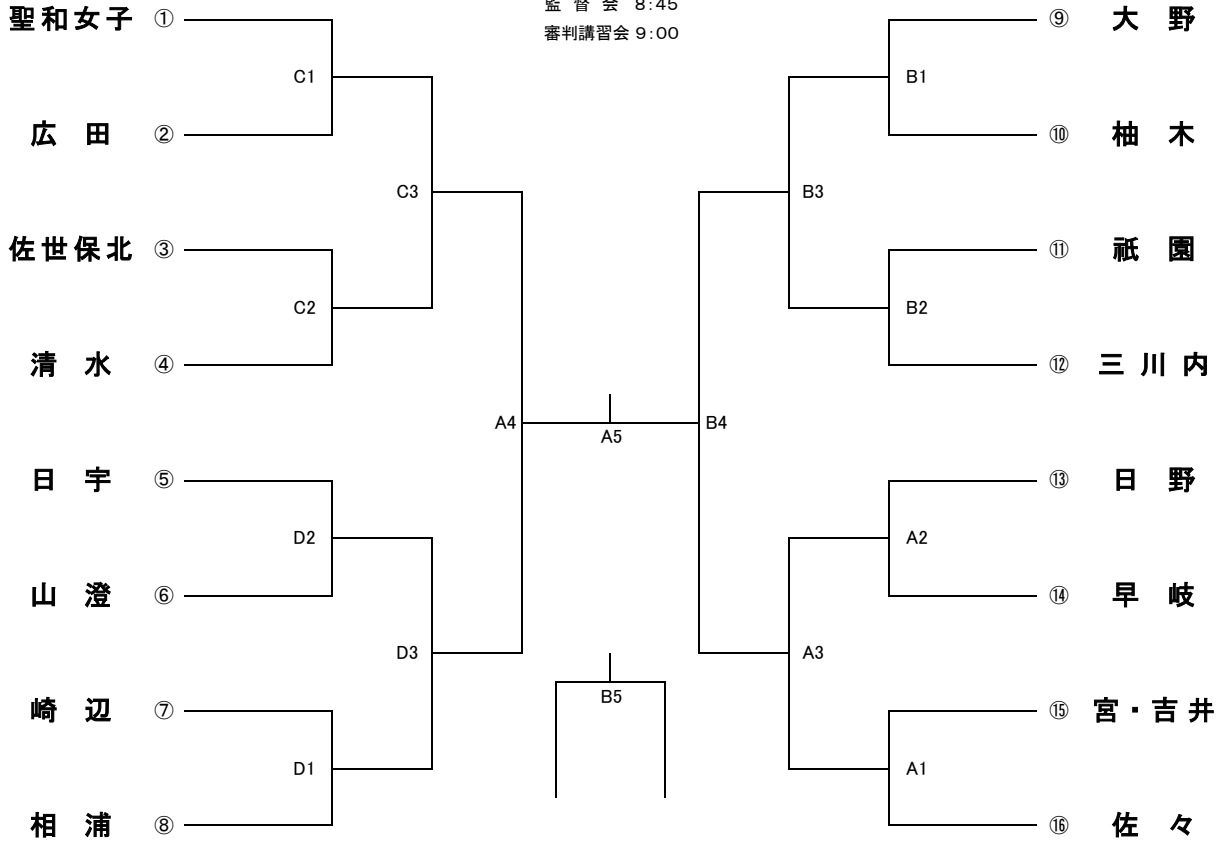 監 督 会 8:45
審判講習会 9:00
聖和女子 ①
C1
広 田 ②
C3
佐世保北 ③
C2
清 水 ④
A4
日 宇 ⑤
D2
山 澄 ⑥
D3
崎 辺 ⑦
D1
相 浦 ⑧
A5
B5
⑨ 大 野
B1
⑩ 柚 木
B3
⑪ 祇 園
B2
⑫ 三 川 内
B4
⑬ 日 野
A2
⑭ 早 岐
A3
⑮ 宮・吉井
A1
⑯ 佐 々